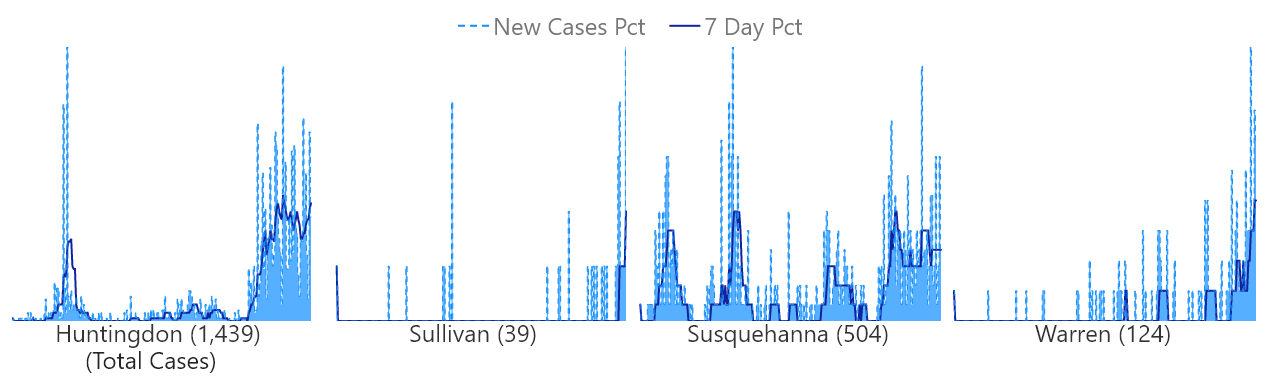 New Cases Pct 7 Day Pct
Huntingdon (1,439) Sullivan (39) Susquehanna (504) Warren (124)
(Total Cases)